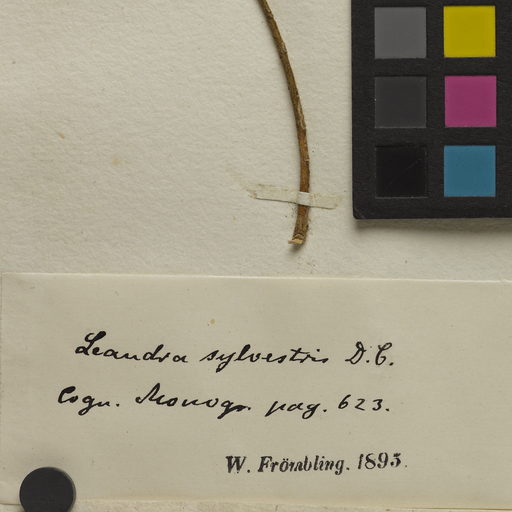 Leandra sylvestris D.C.
Cogn. Monogr. pag. 623.
W. Frömbling. 1895.